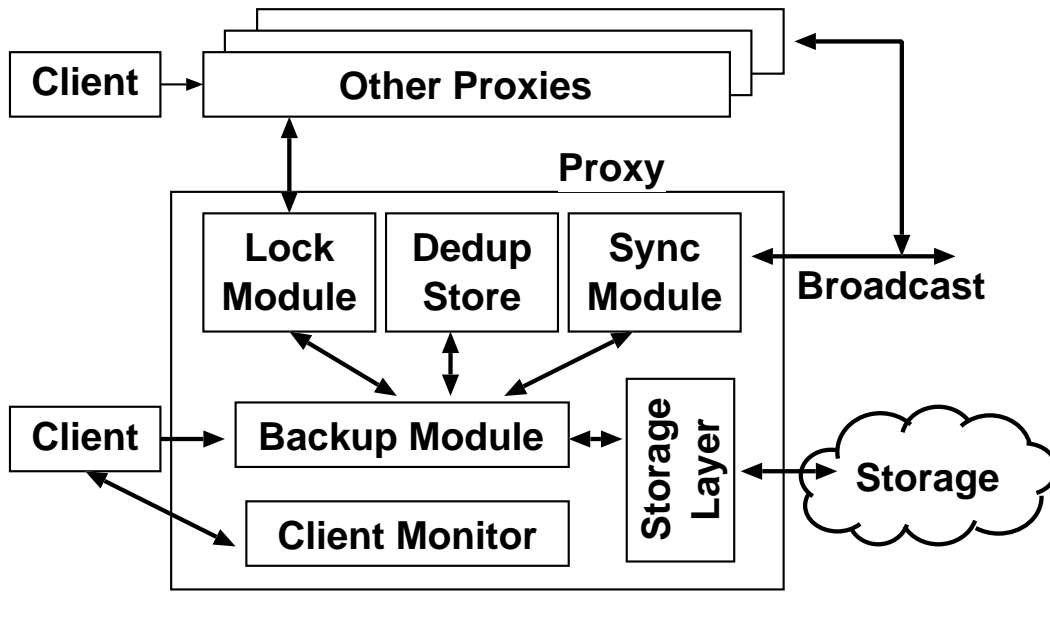 Client
Other Proxies
Proxy
Lock
Module
Dedup
Store
Sync
Module
Broadcast
Client
Backup Module
Storage
Layer
Storage
Client Monitor